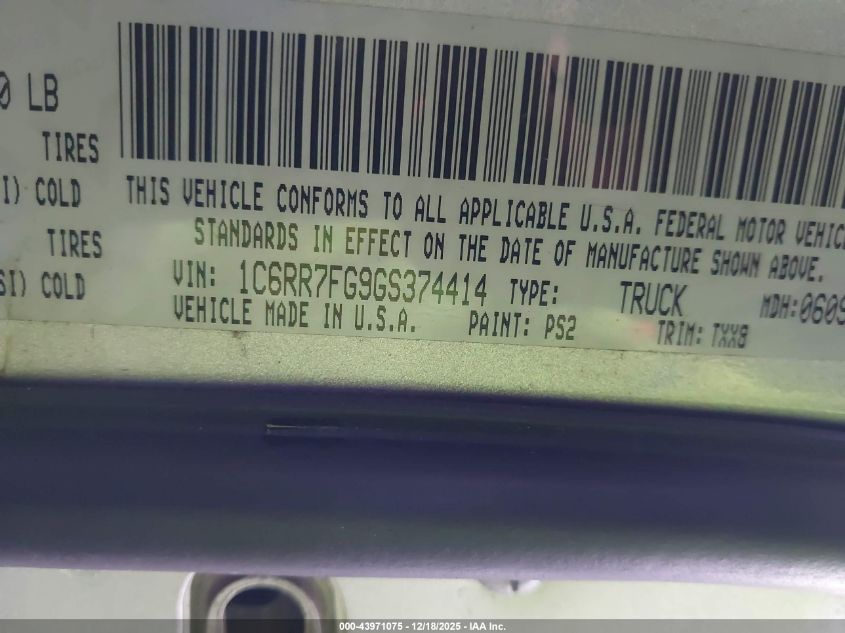 0 LB
TIRES
I) COLD
TIRES
SI) COLD
THIS VEHICLE CONFORMS TO ALL APPLICABLE U.S.A. FEDERAL MOTOR VEHIC
STANDARDS IN EFFECT ON THE DATE OF MANUFACTURE SHOWN ABOVE.
VIN: 1C6RR7FG9GS374414 TYPE: TRUCK MDH:0609
VEHICLE MADE IN U.S.A. PAINT: PS2 TRIM: TXX8
000-43971075 — 12/18/2025 — IAA Inc.